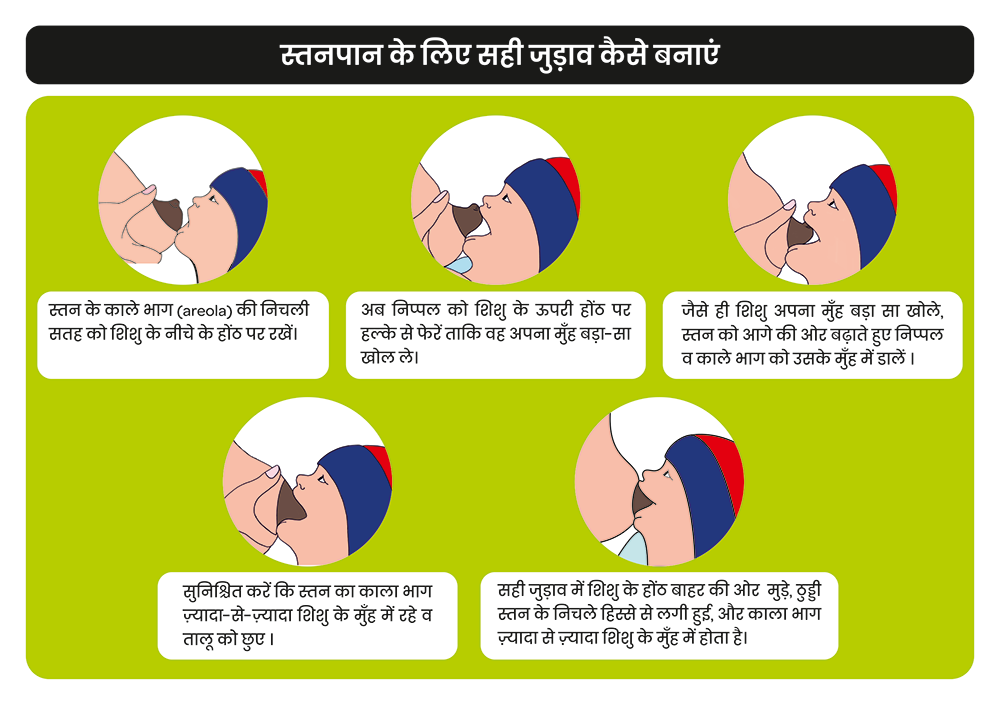 स्तनपान के लिए सही जुड़ाव कैसे बनाएं
स्तन के काले भाग (areola) की निचली
सतह को शिशु के नीचे के होंठ पर रखें।
अब निप्पल को शिशु के ऊपरी होंठ पर
हल्के से फेरें ताकि वह अपना मुँह बड़ा-सा
खोल ले।
जैसे ही शिशु अपना मुँह बड़ा सा खोले,
स्तन को आगे की ओर बढ़ाते हुए निप्पल
व काले भाग को उसके मुँह में डालें ।
सुनिश्चित करें कि स्तन का काला भाग
ज़्यादा-से-ज़्यादा शिशु के मुँह में रहे व
तालू को छुए ।
सही जुड़ाव में शिशु के होंठ बाहर की ओर मुड़े, ठुड्डी
स्तन के निचले हिस्से से लगी हुई, और काला भाग
ज़्यादा से ज़्यादा शिशु के मुँह में होता है।